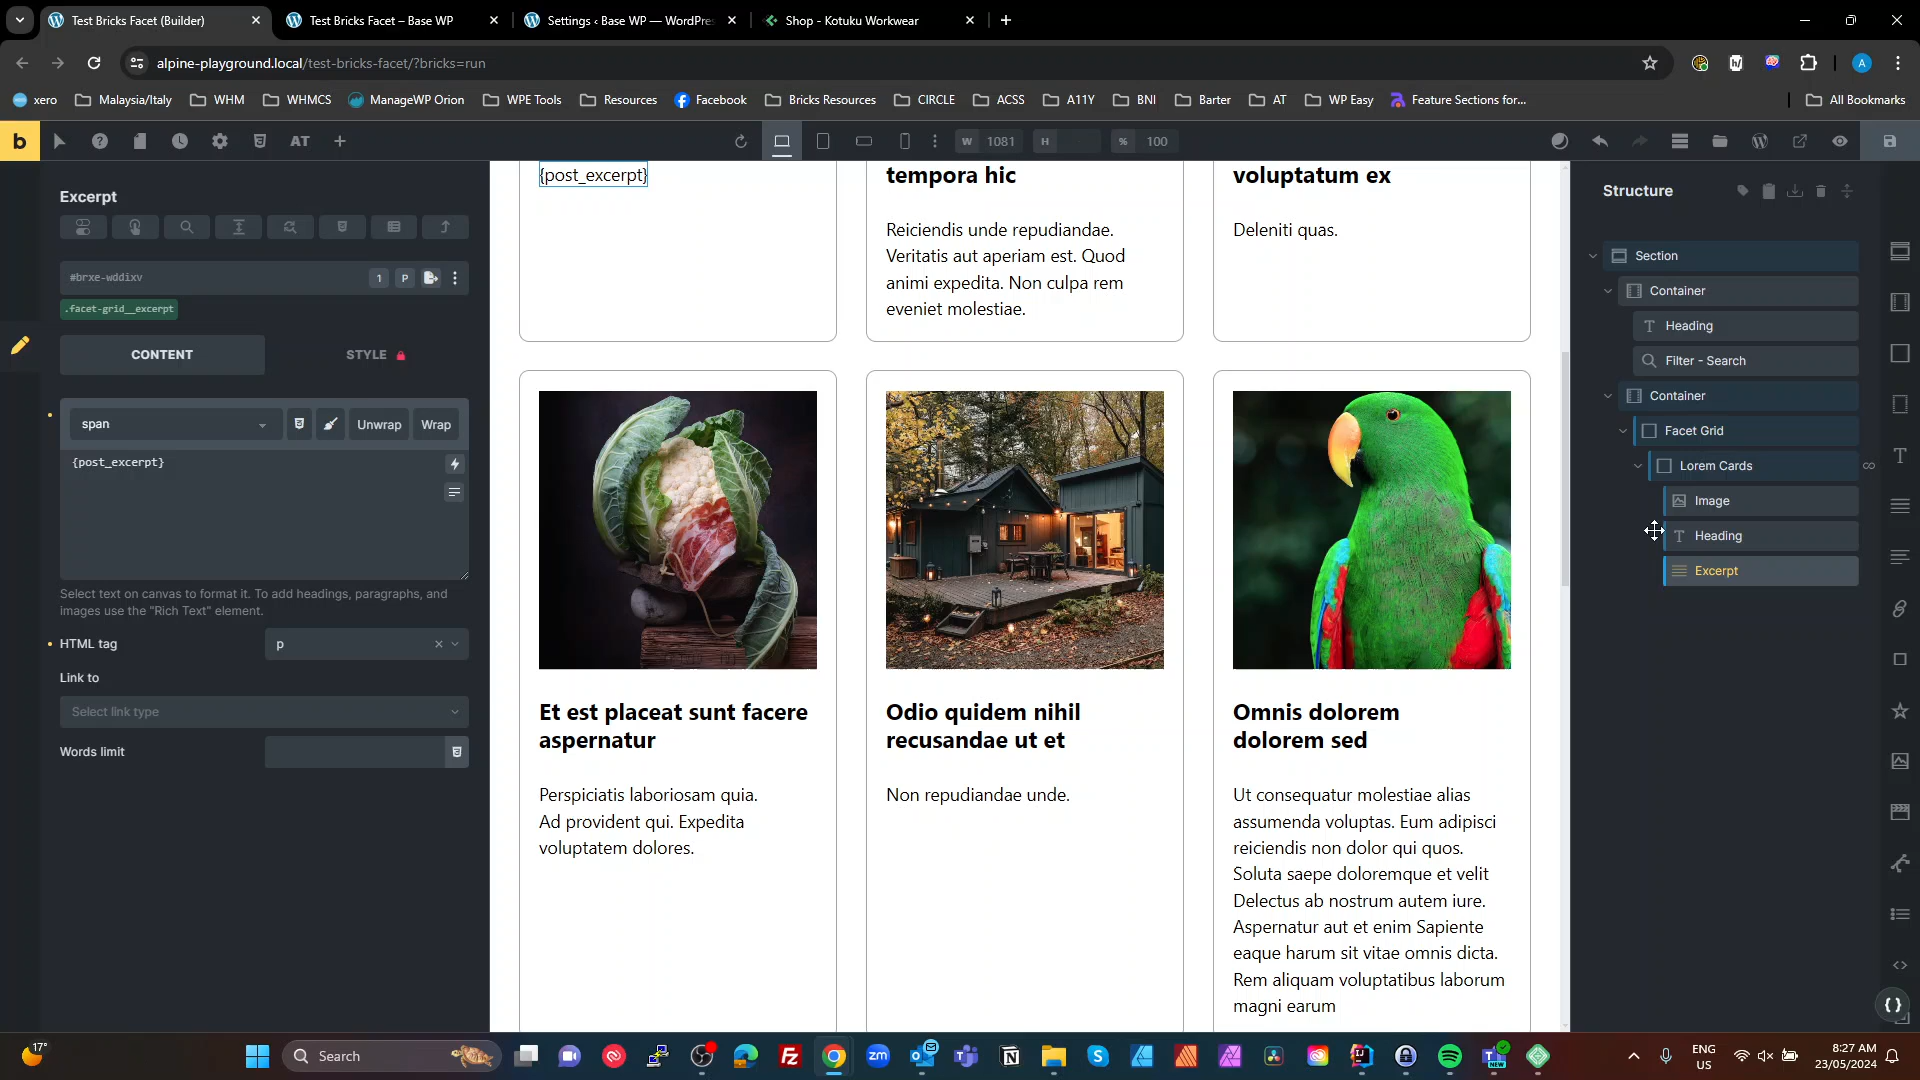 Test Bricks Facet (Builder)
Test Bricks Facet – Base WP
Settings ‹ Base WP — WordPre
Shop - Kotuku Workwear
alpine-playground.local/test-bricks-facet/?bricks=run
A
xero
Malaysia/Italy
WHM
WHMCS
ManageWP Orion
WPE Tools
Resources
Facebook
Bricks Resources
CIRCLE
ACSS
A11Y
BNI
Barter
AT
WP Easy
Feature Sections for...
All Bookmarks
b
AT
W 1081
H
% 100
Excerpt
#brxe-wddixv
1
P
.facet-grid__excerpt
CONTENT
STYLE
span
Unwrap
Wrap
{post_excerpt}
Select text on canvas to format it. To add headings, paragraphs, and
images use the "Rich Text" element.
HTML tag
p
Link to
Select link type
Words limit
{post_excerpt}
tempora hic
Reiciendis unde repudiandae.
Veritatis aut aperiam est. Quod
animi expedita. Non culpa rem
eveniet molestiae.
voluptatum ex
Deleniti quas.
Et est placeat sunt facere
aspernatur
Perspiciatis laboriosam quia.
Ad provident qui. Expedita
voluptatem dolores.
Odio quidem nihil
recusandae ut et
Non repudiandae unde.
Omnis dolorem
dolorem sed
Ut consequatur molestiae alias
assumenda voluptas. Eum adipisci
reiciendis non dolor qui quos.
Soluta saepe doloremque et velit
Delectus ab nostrum autem iure.
Aspernatur aut et enim Sapiente
eaque harum sit vitae omnis dicta.
Rem aliquam voluptatibus laborum
magni earum
Structure
Section
Container
Heading
Filter - Search
Container
Facet Grid
Lorem Cards
Image
Heading
Excerpt
17°
Search
zm
NEW
ENG
US
8:27 AM
23/05/2024